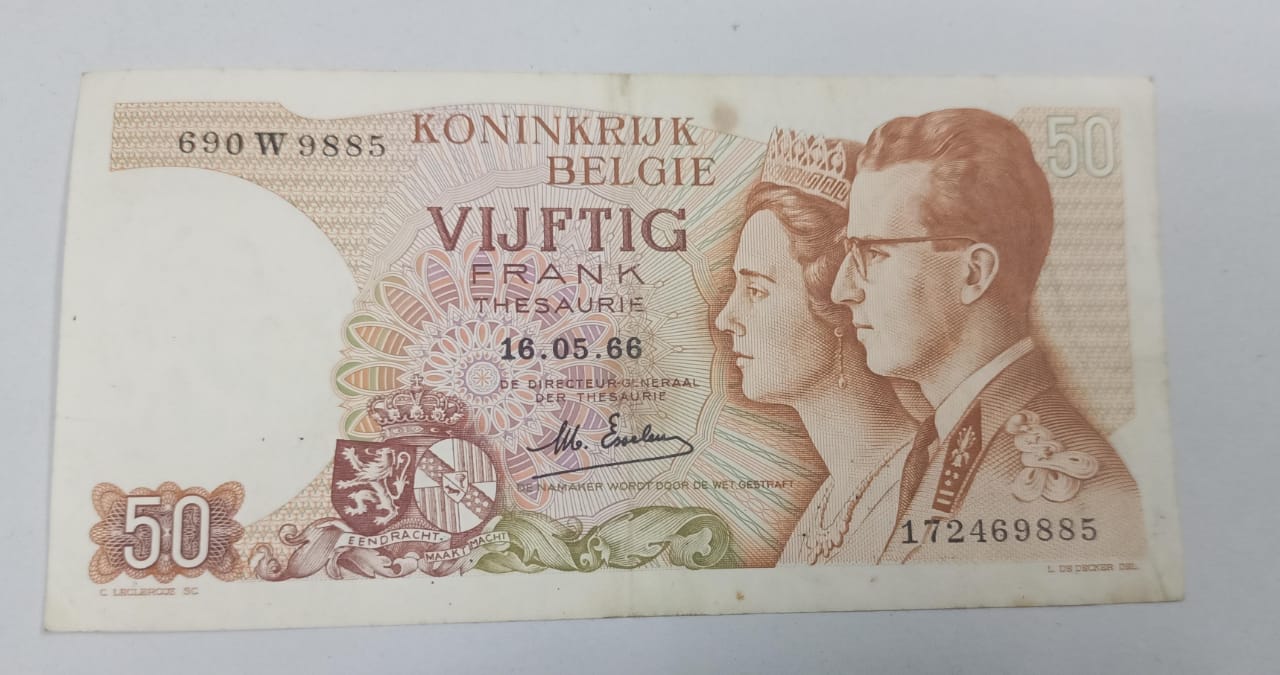 690 W 9885
KONINKRIJK
BELGIE
50
VIJFTIG
FRANK
THESAURIE
16.05.66
DE DIRECTEUR-GENERAAL
DER THESAURIE
DE NAMAKER WORDT DOOR DE WET GESTRAFT
50
EENDRACHT
MAAKT MACHT
172469885
C. LECLERCQZ SC.
L. DE DECKER DEL.